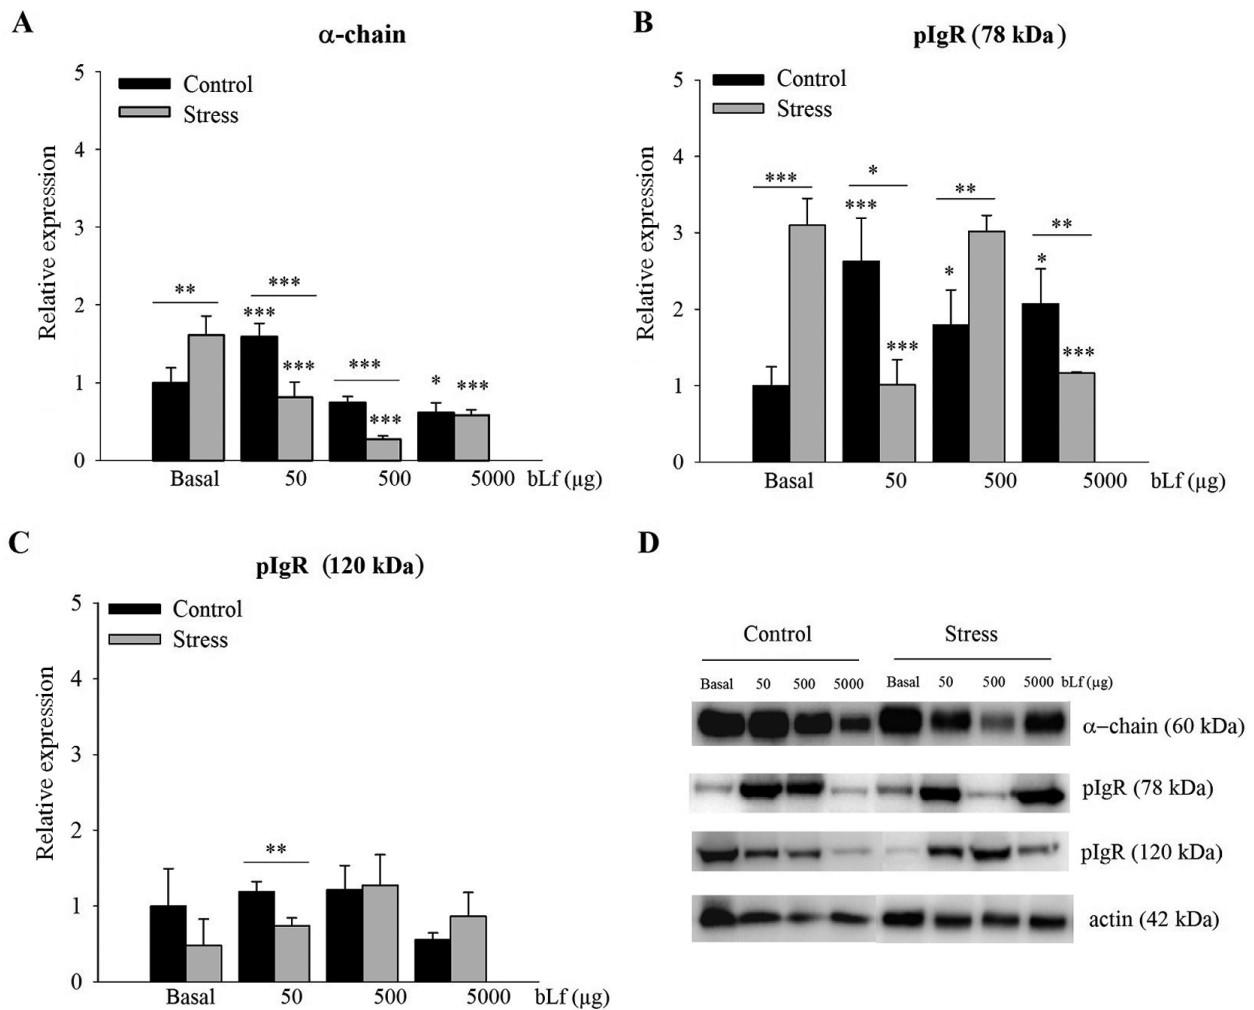 A
α-chain
Control
Stress
Relative expression
5
4
3
2
1
0
** *** *** *** *** *** * ***
Basal 50 500 5000 bLf (µg)
B
pIgR (78 kDa)
Control
Stress
Relative expression
5
4
3
2
1
0
*** * *** *** ** * ** * ***
Basal 50 500 5000 bLf (µg)
C
pIgR (120 kDa)
Control
Stress
Relative expression
5
4
3
2
1
0
**
Basal 50 500 5000 bLf (µg)
D
Control Stress
Basal 50 500 5000 Basal 50 500 5000 bLf (µg)
α−chain (60 kDa)
pIgR (78 kDa)
pIgR (120 kDa)
actin (42 kDa)